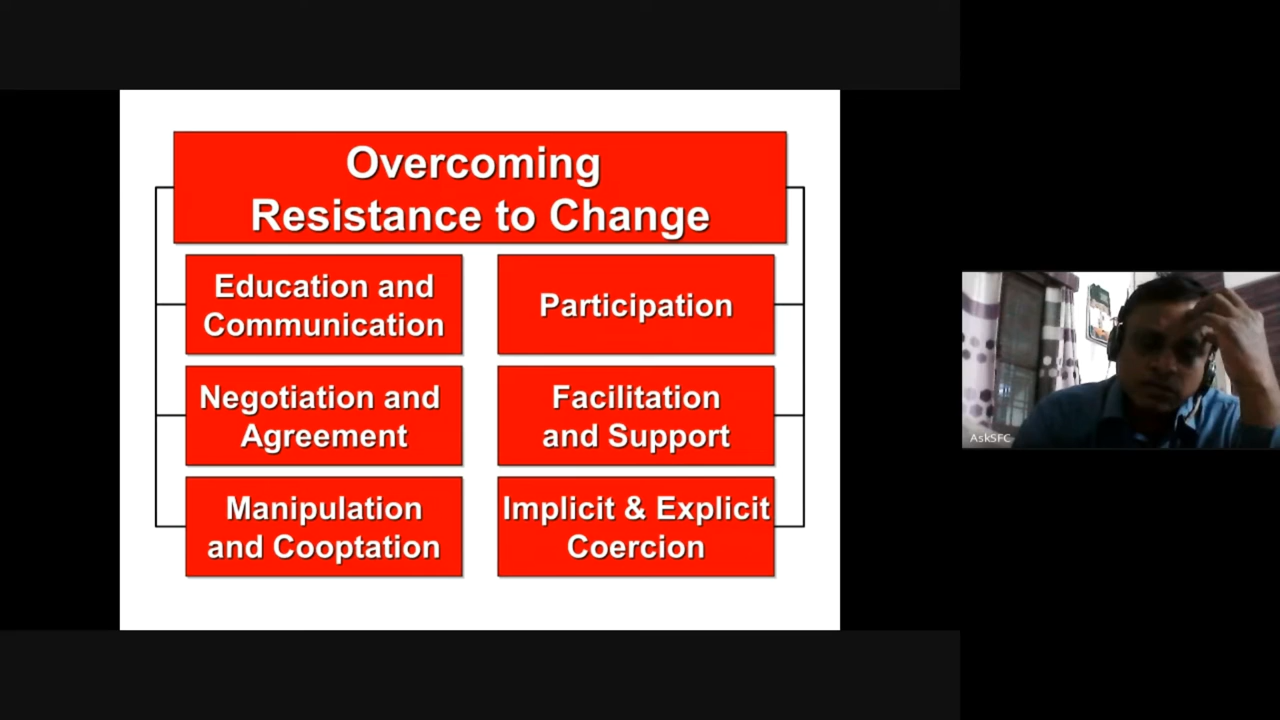 Overcoming
Resistance to Change
Education and
Communication
Participation
Negotiation and
Agreement
Facilitation
and Support
Manipulation
and Cooptation
Implicit & Explicit
Coercion
AskSFC